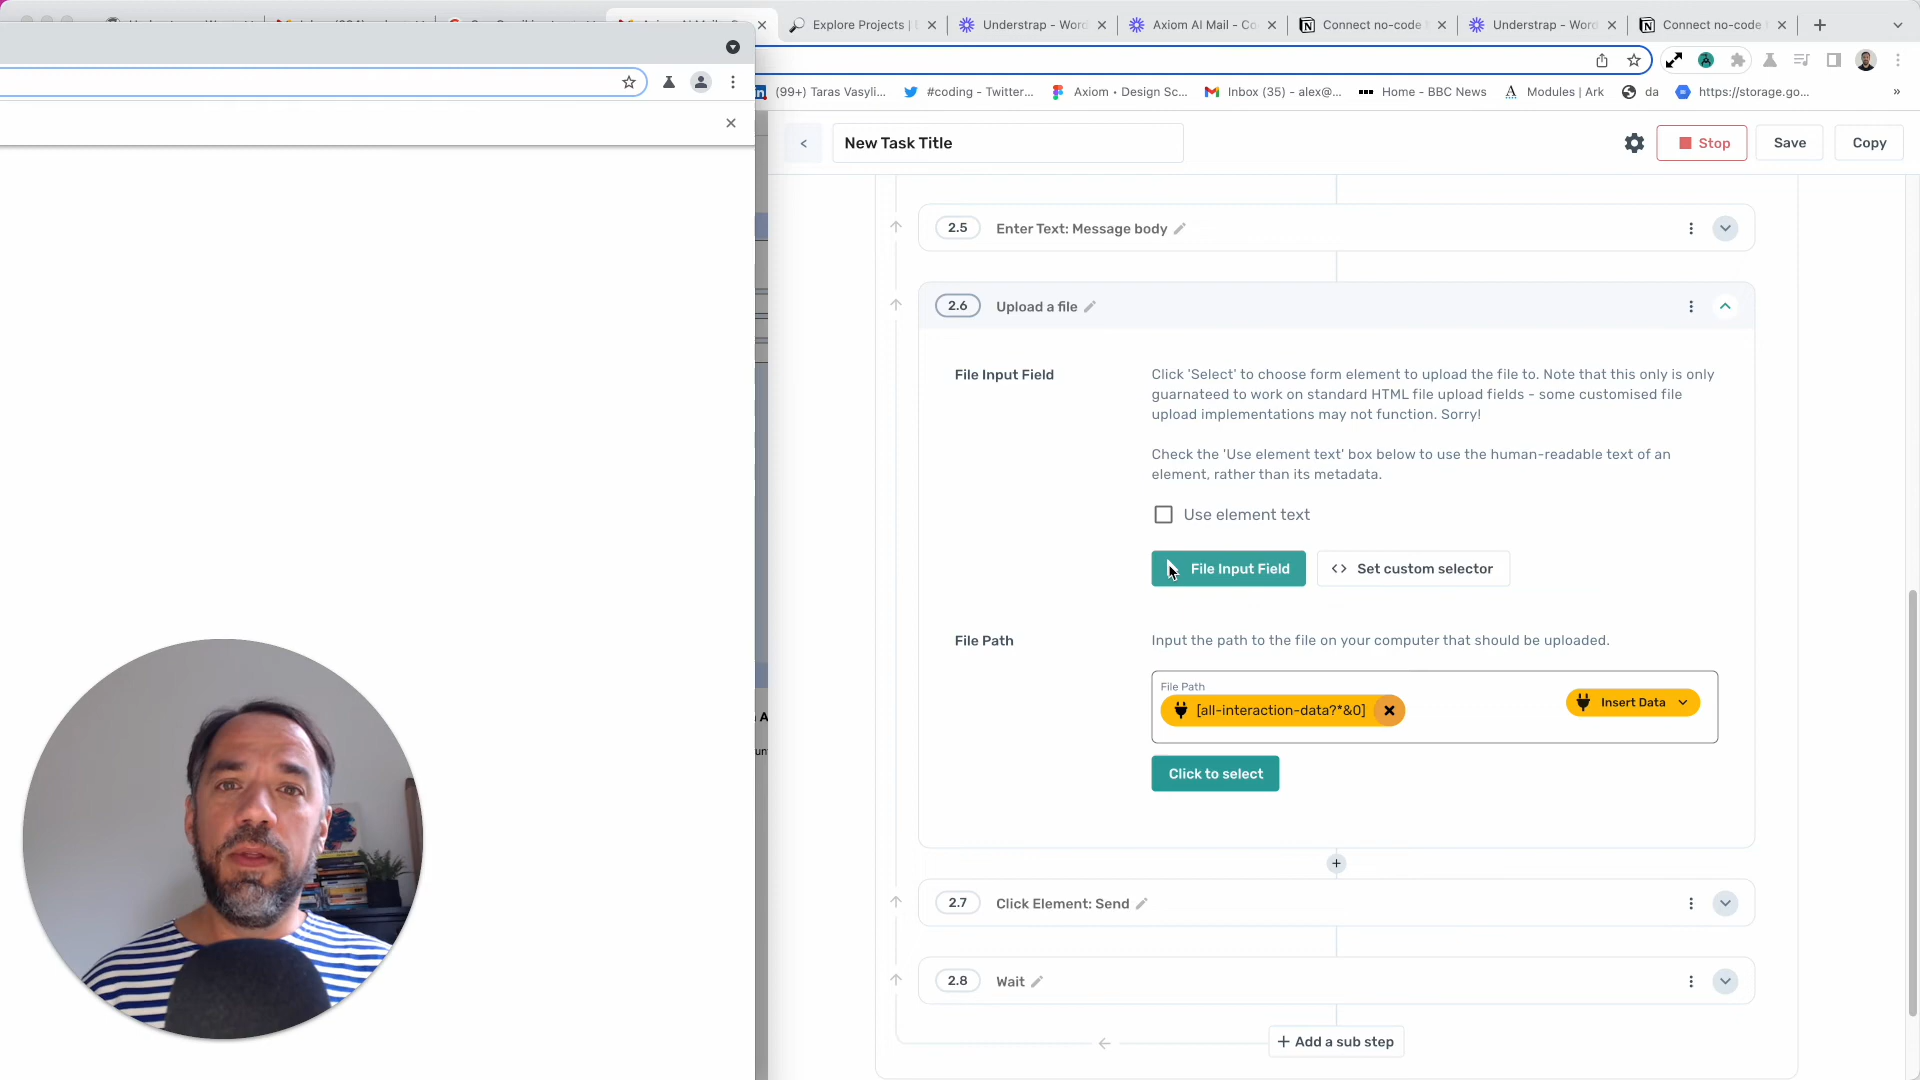 Explore Projects |
Understrap - Wor
Axiom AI Mail - Co
Connect no-code
Understrap - Wor
Connect no-code
(99+) Taras Vasyli...
#coding - Twitter...
Axiom • Design Sc...
Inbox (35) - alex@...
Home - BBC News
Modules | Ark
da
https://storage.go...
»
< New Task Title
Stop
Save
Copy
2.5 Enter Text: Message body
2.6 Upload a file
File Input Field
Click 'Select' to choose form element to upload the file to. Note that this only is only
guarnateed to work on standard HTML file upload fields - some customised file
upload implementations may not function. Sorry!
Check the 'Use element text' box below to use the human-readable text of an
element, rather than its metadata.
Use element text
File Input Field
<> Set custom selector
File Path
Input the path to the file on your computer that should be uploaded.
File Path
[all-interaction-data?*&0]
Insert Data
Click to select
+
2.7 Click Element: Send
2.8 Wait
+ Add a sub step